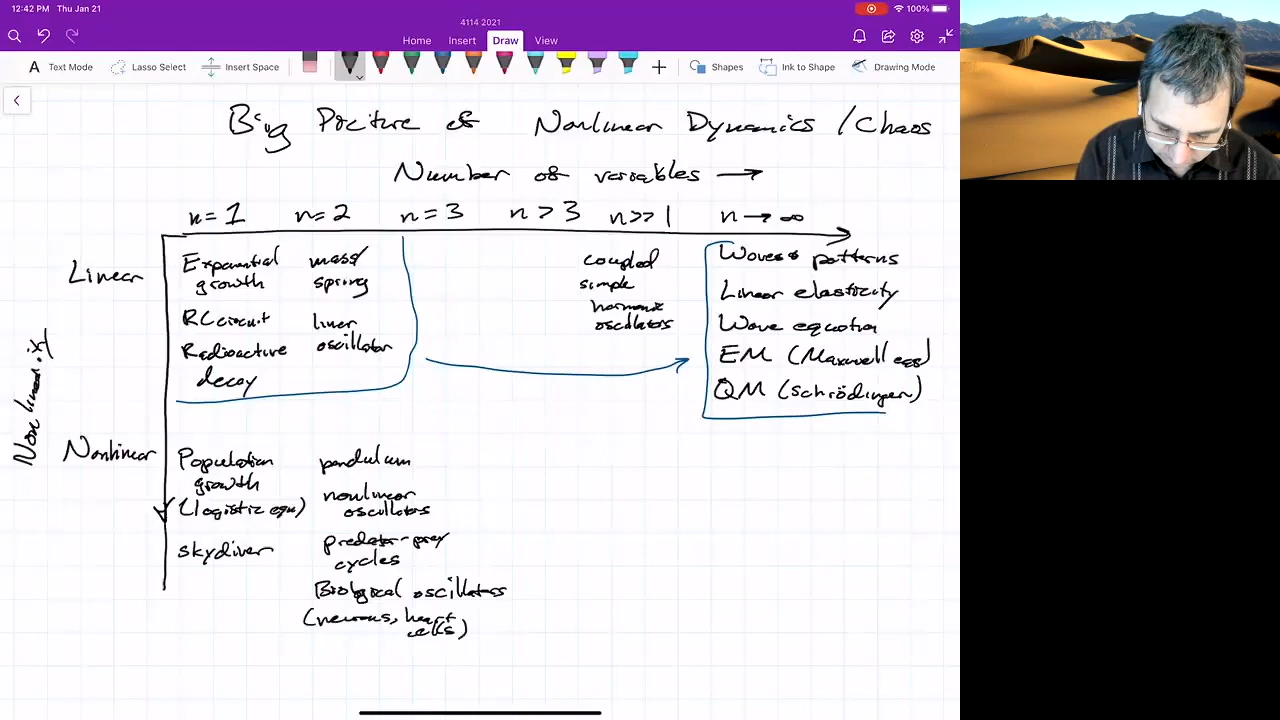 12:42 PM Thu Jan 21
100%
4114 2021
Home Insert Draw View
Text Mode Lasso Select Insert Space Shapes Ink to Shape Drawing Mode
Big Picture of Nonlinear Dynamics / Chaos
Number of variables →
n = 1 n = 2 n = 3 n > 3 n >> 1 n → ∞
Linear
Exponential
growth
RC circuit
Radioactive
decay
mass/
spring
linear
oscillator
coupled
simple
harmonic
oscillators
Waves & patterns
Linear elasticity
Wave equation
EM (Maxwell eqs)
QM (Schrödinger)
Nonlinearity
Nonlinear
Population
growth
(logistic eqn)
skydiver
pendulum
nonlinear
oscillators
predator-prey
cycles
Biological oscillators
(neurons, heart
cells)